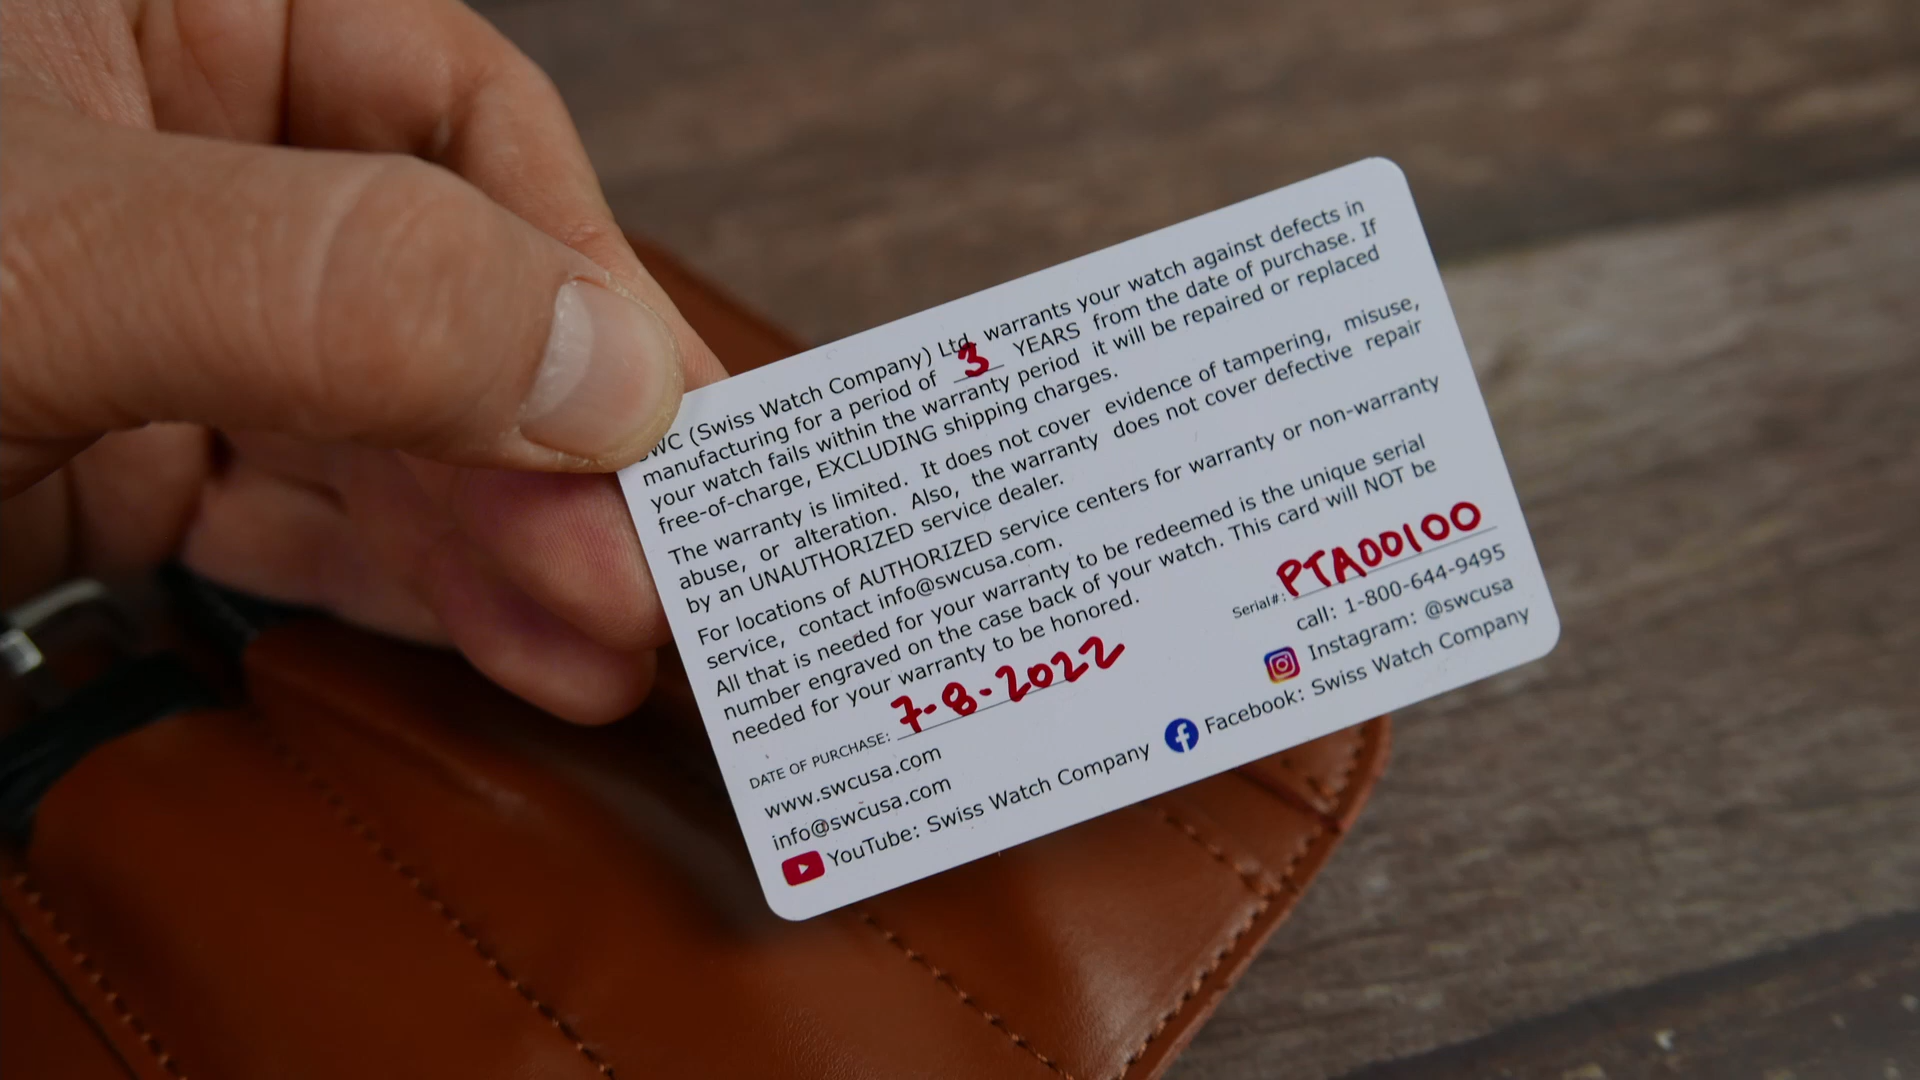 SWC (Swiss Watch Company) Ltd. warrants your watch against defects in
manufacturing for a period of 3 YEARS from the date of purchase. If
your watch fails within the warranty period it will be repaired or replaced
free-of-charge, EXCLUDING shipping charges.
The warranty is limited. It does not cover evidence of tampering, misuse,
abuse, or alteration. Also, the warranty does not cover defective repair
by an UNAUTHORIZED service dealer.
For locations of AUTHORIZED service centers for warranty or non-warranty
service, contact info@swcusa.com.
All that is needed for your warranty to be redeemed is the unique serial
number engraved on the case back of your watch. This card will NOT be
needed for your warranty to be honored.
DATE OF PURCHASE: 7-8-2022
Serial#: PTA00100
www.swcusa.com
call: 1-800-644-9495
info@swcusa.com
Instagram: @swcusa
YouTube: Swiss Watch Company
Facebook: Swiss Watch Company